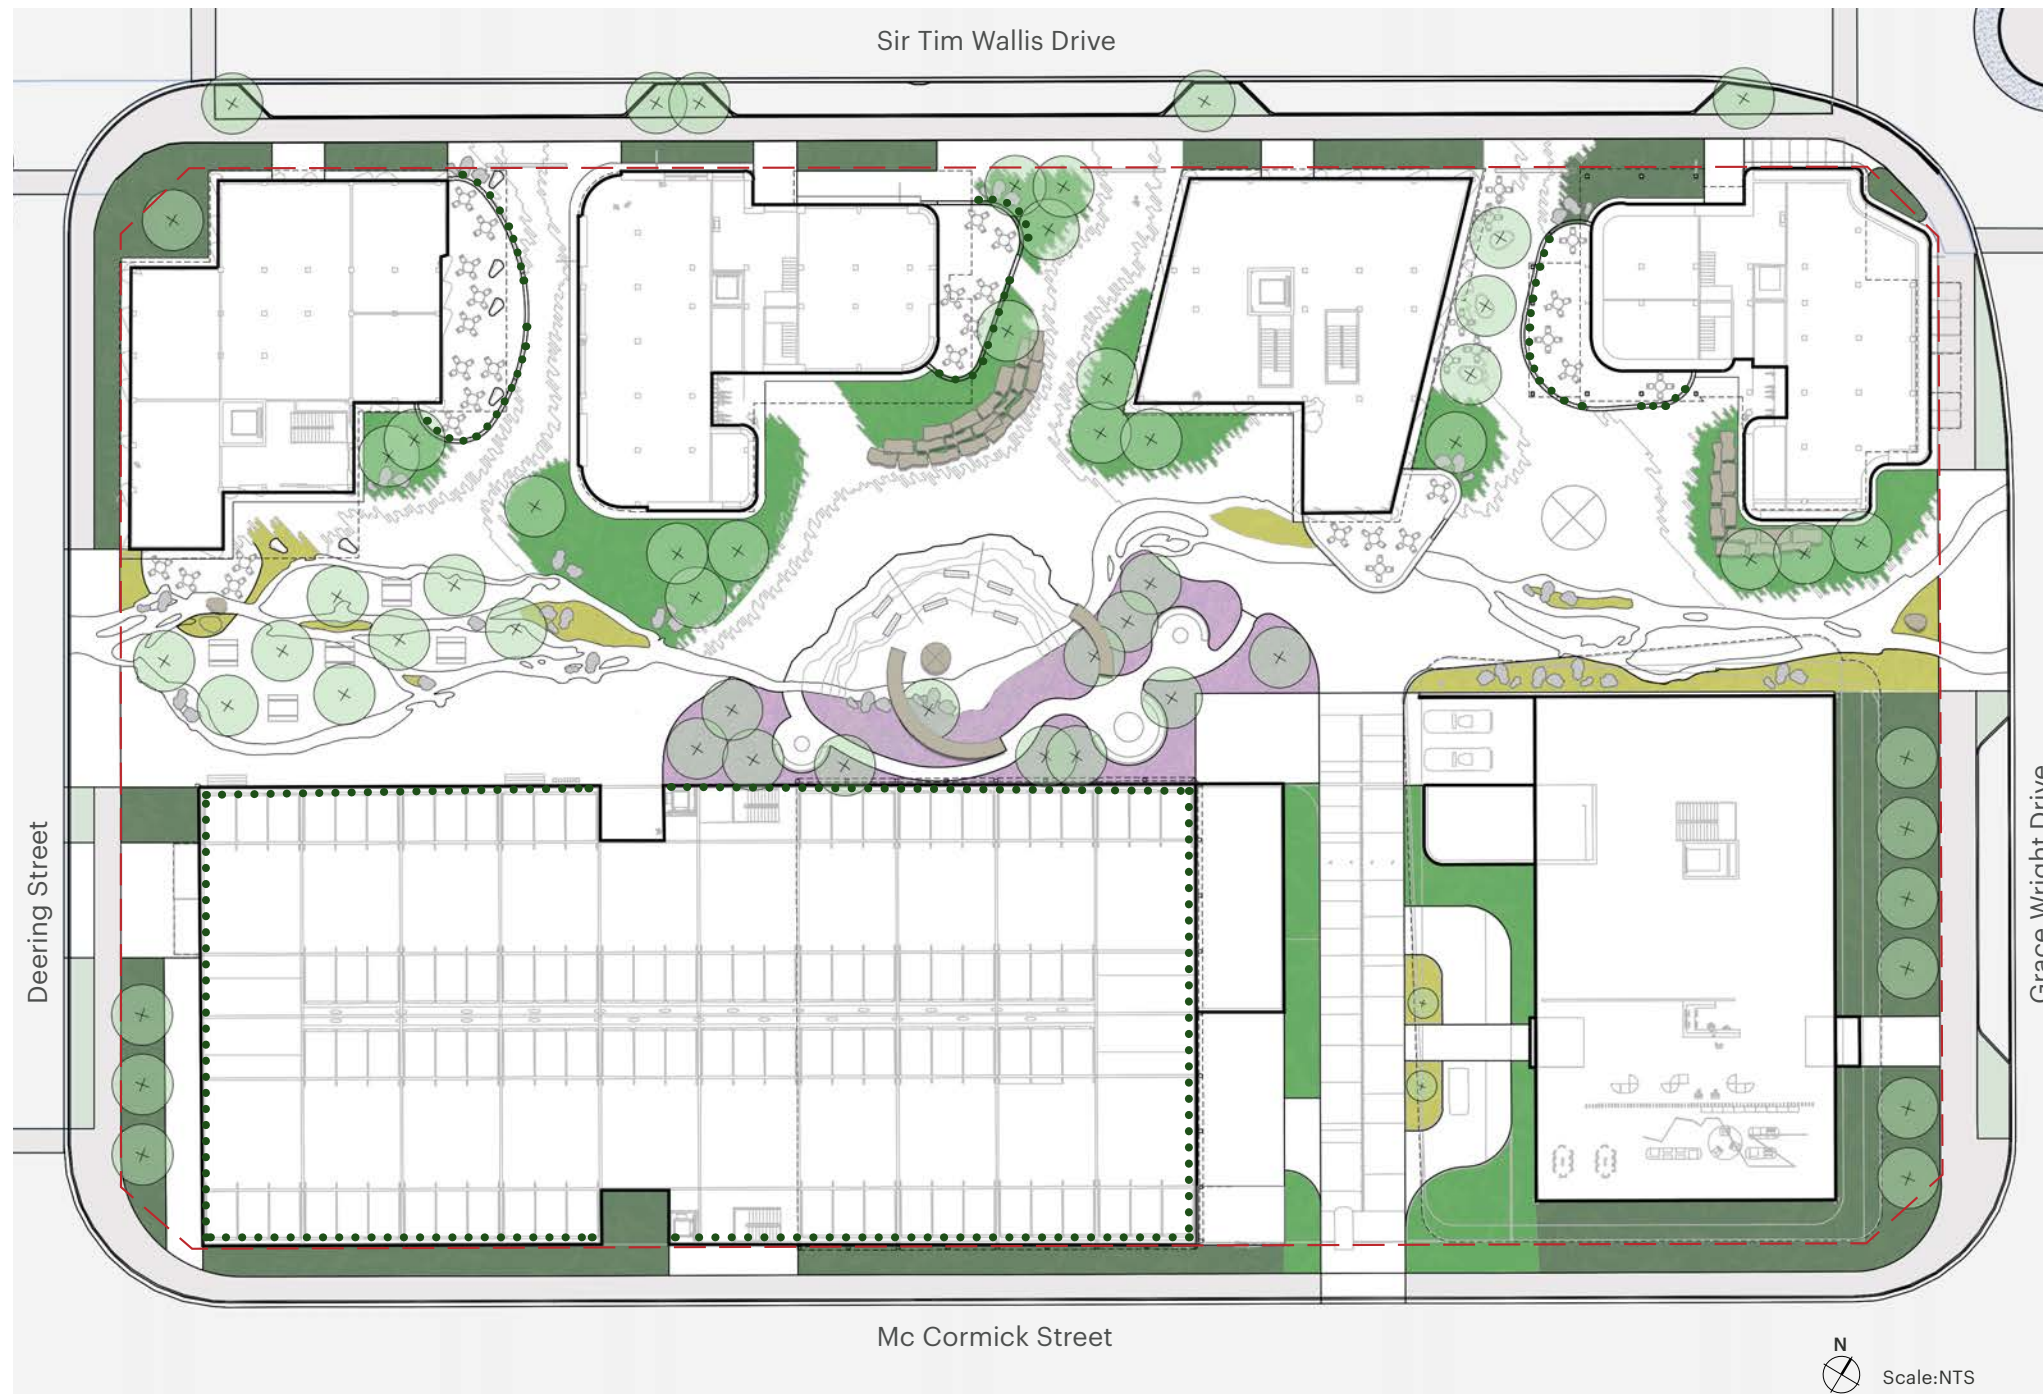 Sir Tim Wallis Drive
Deering Street
Grace Wright Drive
Mc Cormick Street
N
Scale:NTS